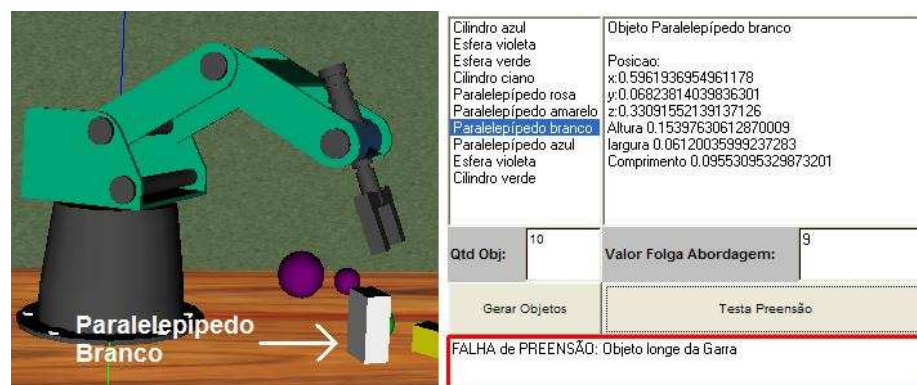 Paralelepípedo
Branco
Cilindro azul
Esfera violeta
Esfera verde
Cilindro ciano
Paralelepípedo rosa
Paralelepípedo amarelo
Paralelepípedo branco
Paralelepípedo azul
Esfera violeta
Cilindro verde
Objeto Paralelepípedo branco
Posicao:
x:0.5961936954961178
y:0.06823814039836301
z:0.33091552139137126
Altura 0.15397630612870009
largura 0.06120035999237283
Comprimento 0.09553095329873201
Qtd Obj:
10
Valor Folga Abordagem:
9
Gerar Objetos
Testa Preensão
FALHA de PREENSÃO: Objeto longe da Garra